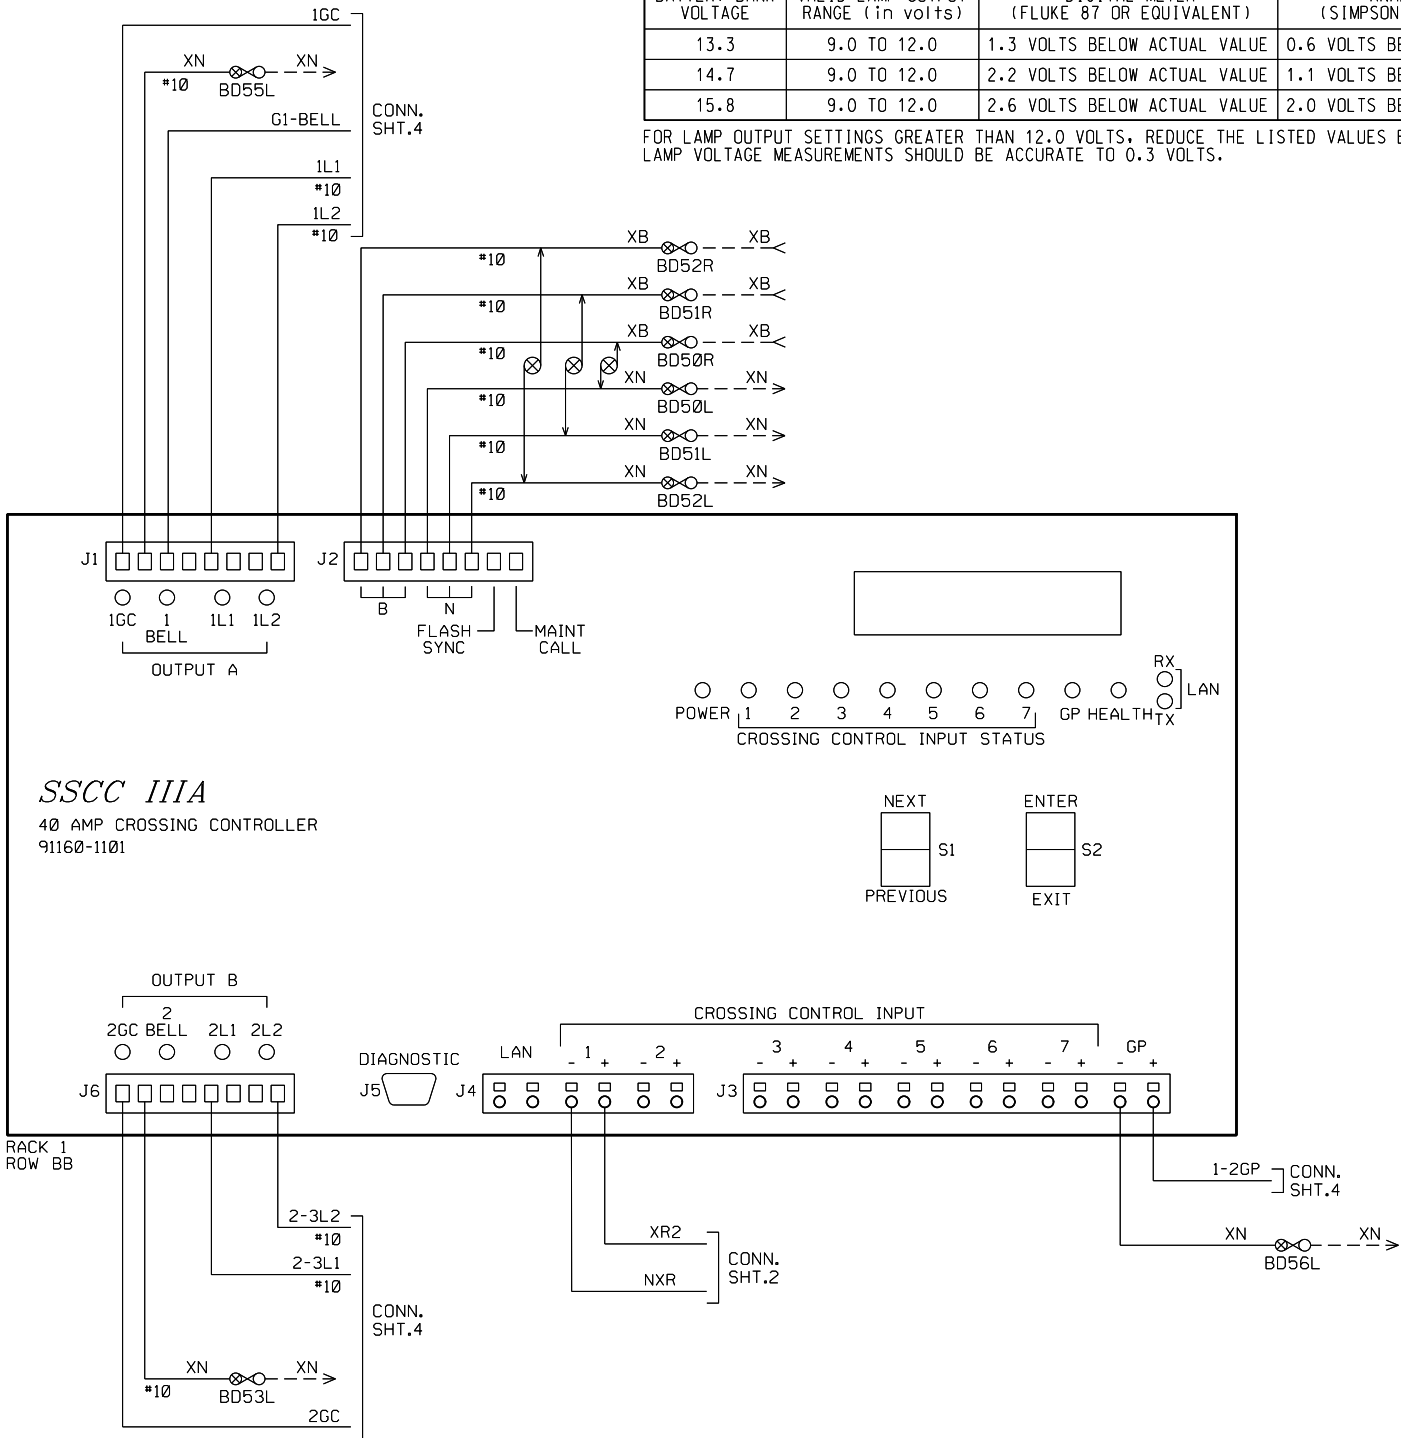 VOLTAGE
RANGE (in volts)
(FLUKE 87 OR EQUIVALENT)
(SIMPSON
13.3 9.0 TO 12.0 1.3 VOLTS BELOW ACTUAL VALUE 0.6 VOLTS
14.7 9.0 TO 12.0 2.2 VOLTS BELOW ACTUAL VALUE 1.1 VOLTS
15.8 9.0 TO 12.0 2.6 VOLTS BELOW ACTUAL VALUE 2.0 VOLTS
FOR LAMP OUTPUT SETTINGS GREATER THAN 12.0 VOLTS, REDUCE THE LISTED VALUES
LAMP VOLTAGE MEASUREMENTS SHOULD BE ACCURATE TO 0.3 VOLTS.
1GC
XN XN
#10 BD55L
G1-BELL
CONN.
SHT.4
1L1
#10
1L2
#10
XB XB
#10 BD52R
XB XB
#10 BD51R
XB XB
#10 BD50R
XN XN
#10 BD50L
XN XN
#10 BD51L
XN XN
#10 BD52L
J1
1GC 1 BELL 1L1 1L2
OUTPUT A
J2
B N
FLASH SYNC
MAINT CALL
POWER 1 2 3 4 5 6 7 GP HEALTH
RX
TX
LAN
CROSSING CONTROL INPUT STATUS
SSCC IIIA
40 AMP CROSSING CONTROLLER
91160-1101
NEXT
S1
PREVIOUS
ENTER
S2
EXIT
OUTPUT B
2
2GC BELL 2L1 2L2
J6
DIAGNOSTIC
J5
CROSSING CONTROL INPUT
LAN 1 2
- + - +
J4
3 4 5 6 7 GP
- + - + - + - + - + - +
J3
RACK 1
ROW BB
1-2GP
CONN.
SHT.4
XN XN
BD56L
2-3L2
#10
2-3L1
#10
CONN.
SHT.4
XN XN
#10 BD53L
2GC
XR2
NXR
CONN.
SHT.2